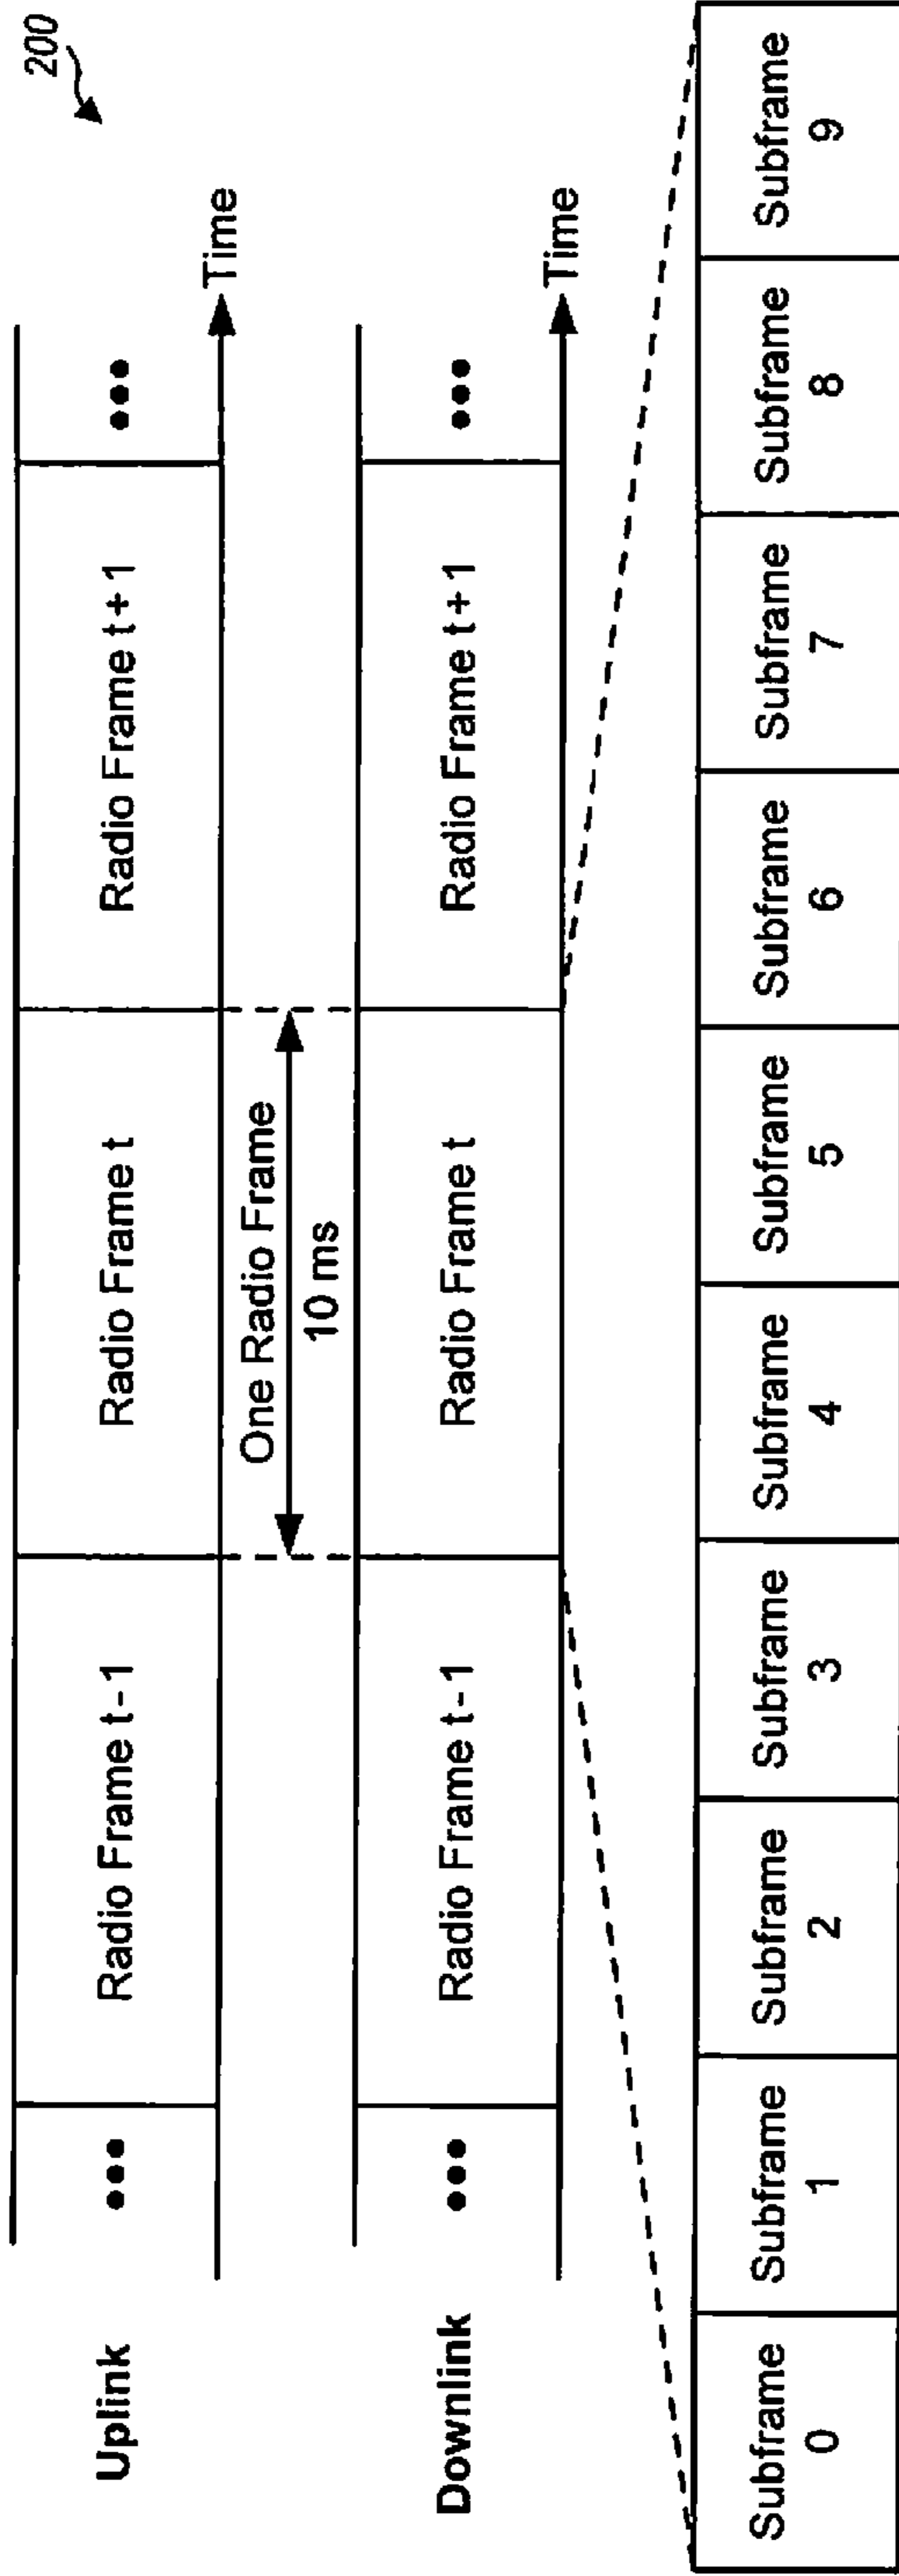 200
Uplink
••• Radio Frame t-1 Radio Frame t Radio Frame t+1 •••
Time
One Radio Frame
10 ms
Downlink
••• Radio Frame t-1 Radio Frame t Radio Frame t+1 •••
Time
Subframe 0
Subframe 1
Subframe 2
Subframe 3
Subframe 4
Subframe 5
Subframe 6
Subframe 7
Subframe 8
Subframe 9